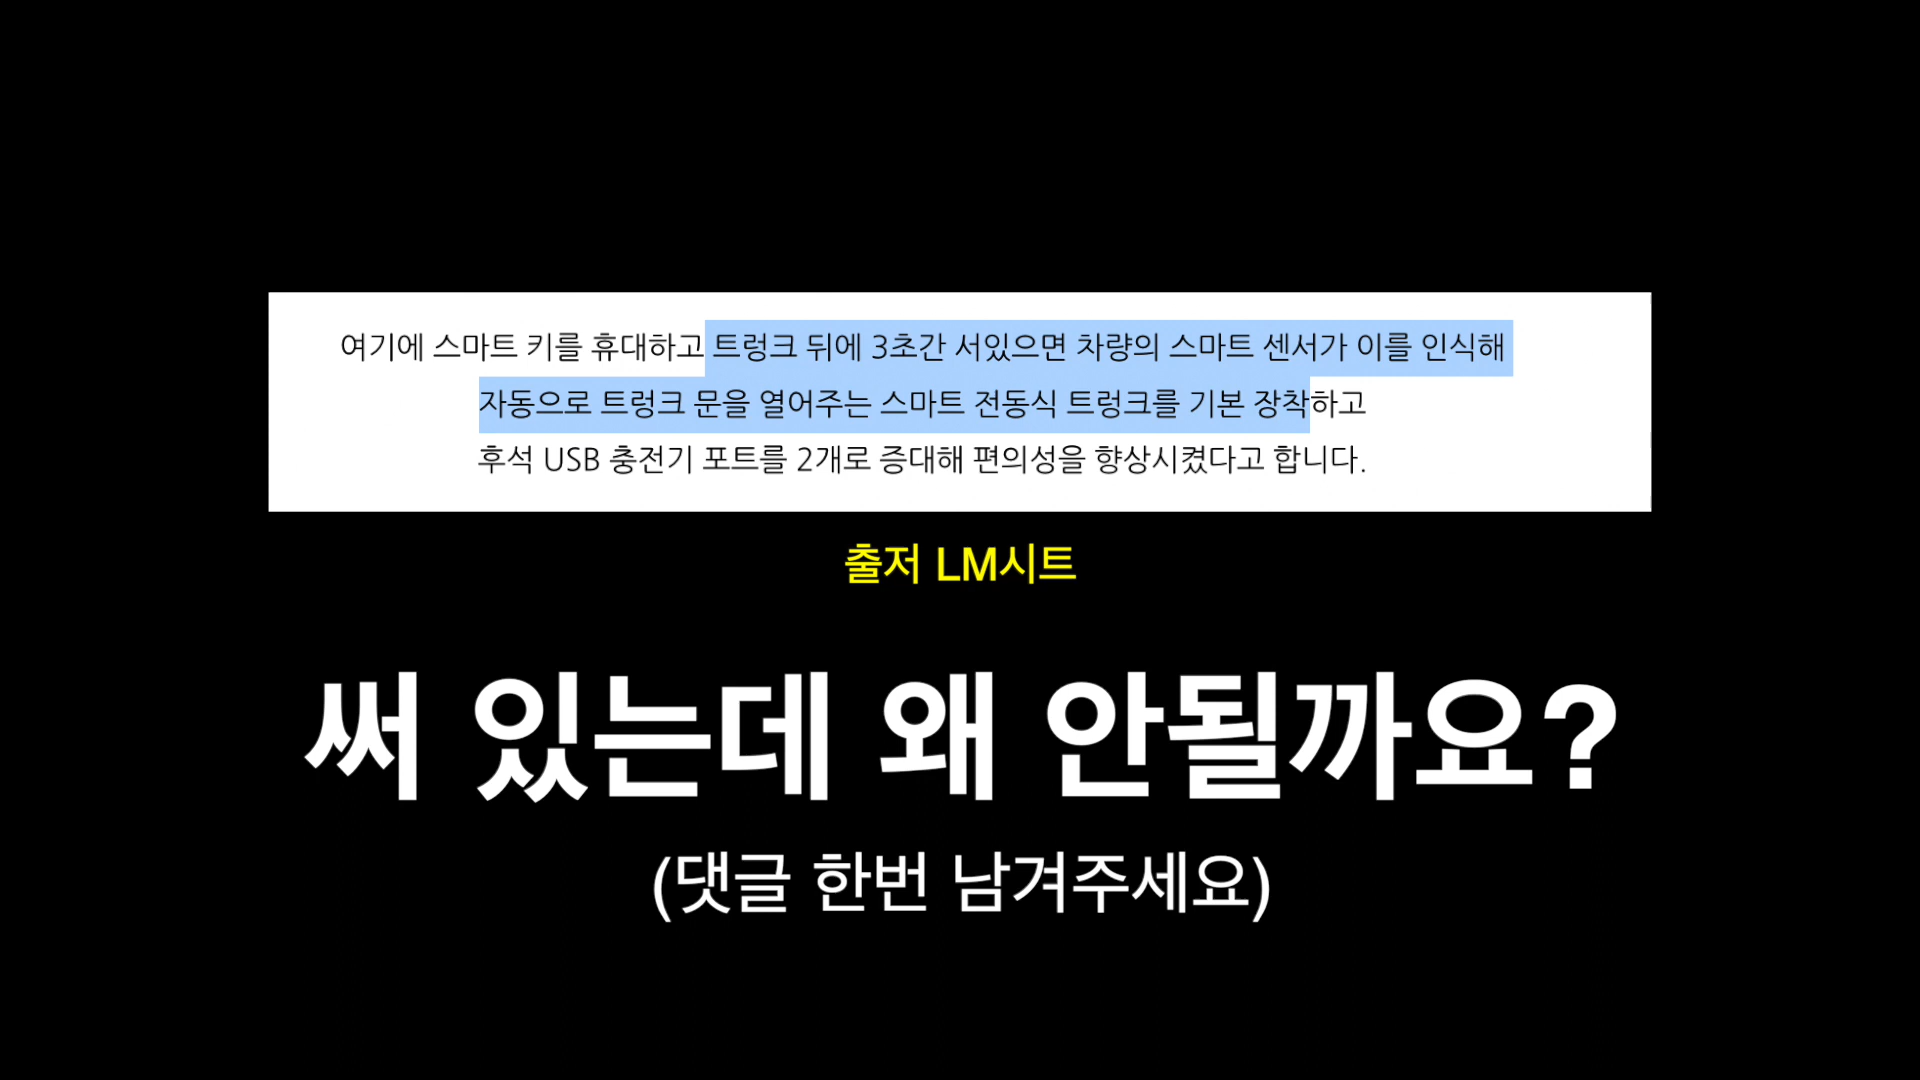 여기에 스마트 키를 휴대하고 트렁크 뒤에 3초간 서있으면 차량의 스마트 센서가 이를 인식해
자동으로 트렁크 문을 열어주는 스마트 전동식 트렁크를 기본 장착하고
후석 USB 충전기 포트를 2개로 증대해 편의성을 향상시켰다고 합니다.
출저 LM시트
써 있는데 왜 안될까요?
(댓글 한번 남겨주세요)